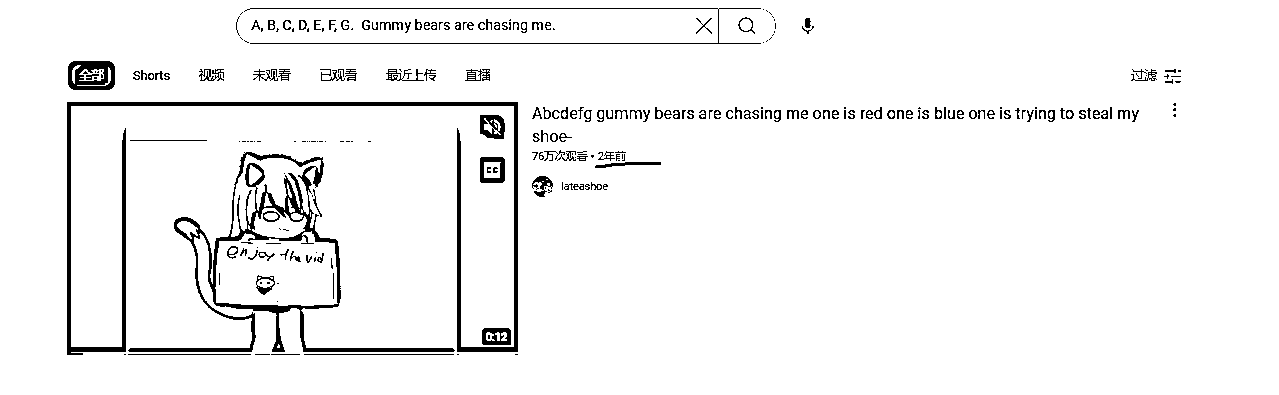 A, B, C, D, E, F, G.  Gummy bears are chasing me.
全部 Shorts 视频 未观看 已观看 最近上传 直播 过滤
Abcdefg gummy bears are chasing me one is red one is blue one is trying to steal my
shoe-
76万次观看 • 2年前
CC
lateashoe
enjoy the vid
0:12